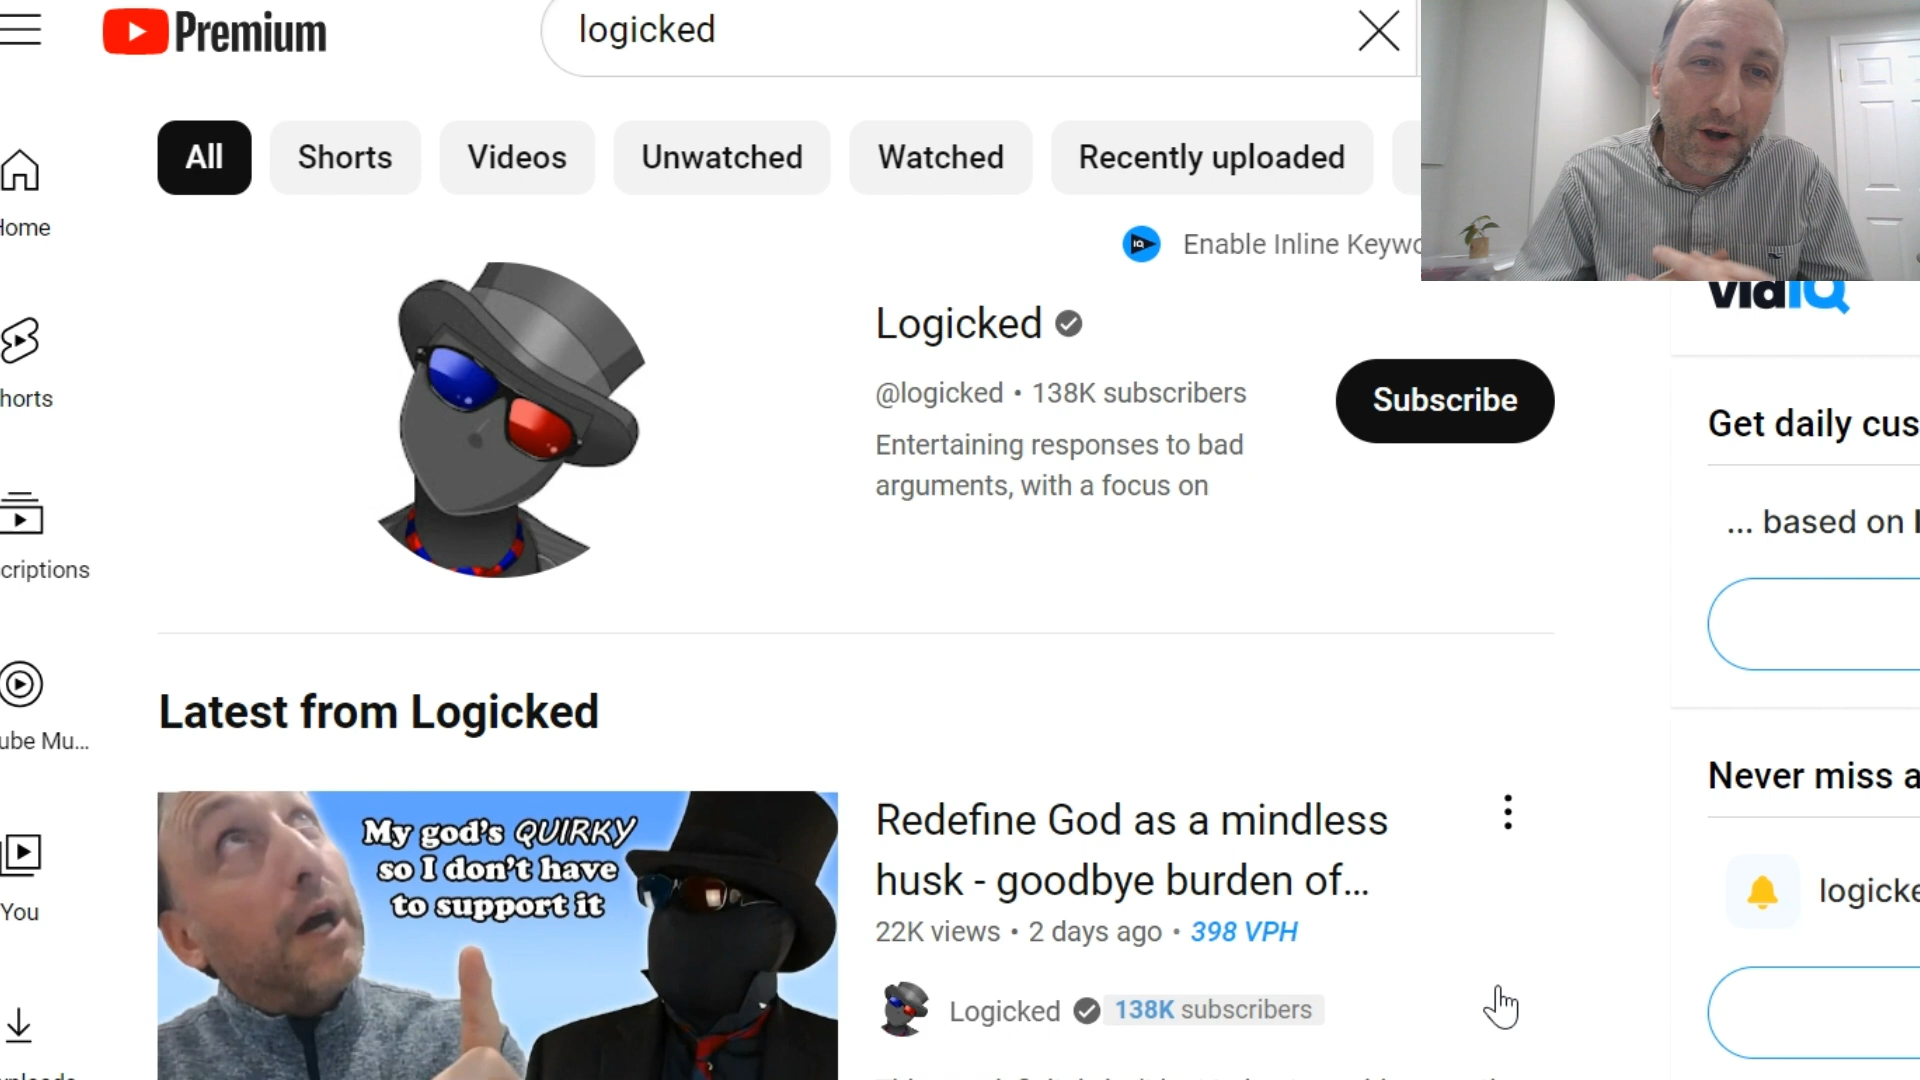 Premium
logicked
All
Shorts
Videos
Unwatched
Watched
Recently uploaded
Home
Enable Inline Keywo
vidIQ
Logicked
@logicked • 138K subscribers
Subscribe
Entertaining responses to bad
arguments, with a focus on
horts
Get daily cus
... based on
criptions
Latest from Logicked
ube Mu...
Never miss a
My god's QUIRKY
so I don't have
to support it
Redefine God as a mindless
husk - goodbye burden of...
22K views • 2 days ago • 398 VPH
logicke
You
Logicked
138K subscribers